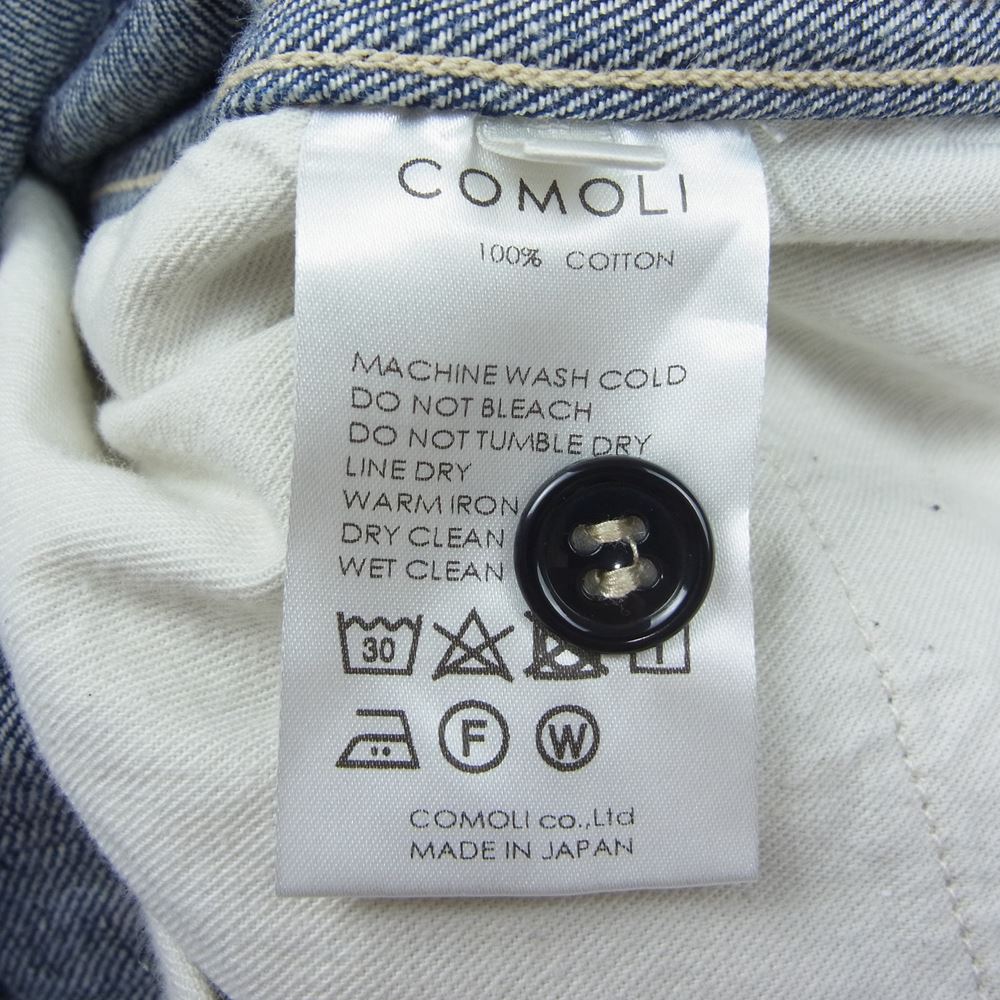 COMOLI
100% COTTON
MACHINE WASH COLD
DO NOT BLEACH
DO NOT TUMBLE DRY
LINE DRY
WARM IRON
DRY CLEAN
WET CLEAN
30
F W
COMOLI co.,Ltd
MADE IN JAPAN